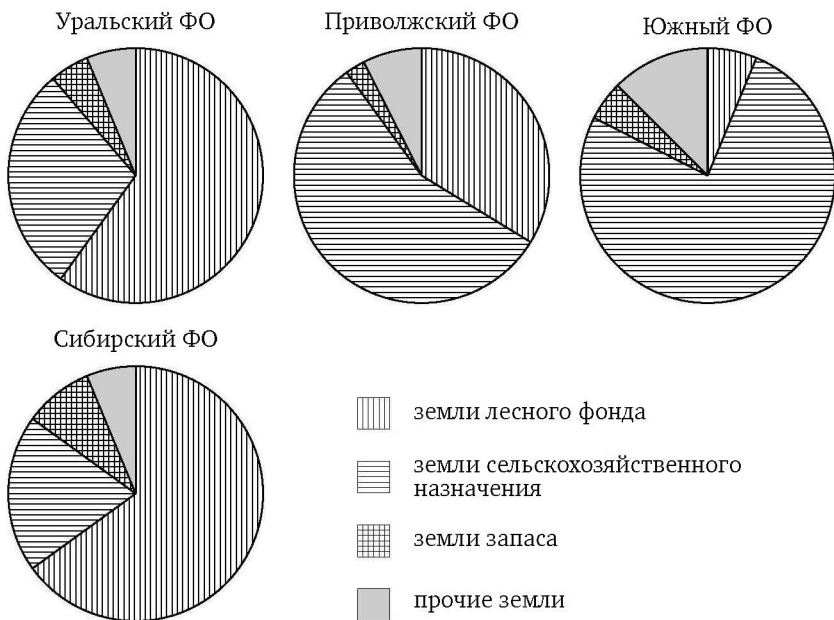 Уральский ФО
Приволжский ФО
Южный ФО
Сибирский ФО
земли лесного фонда
земли сельскохозяйственного
назначения
земли запаса
прочие земли